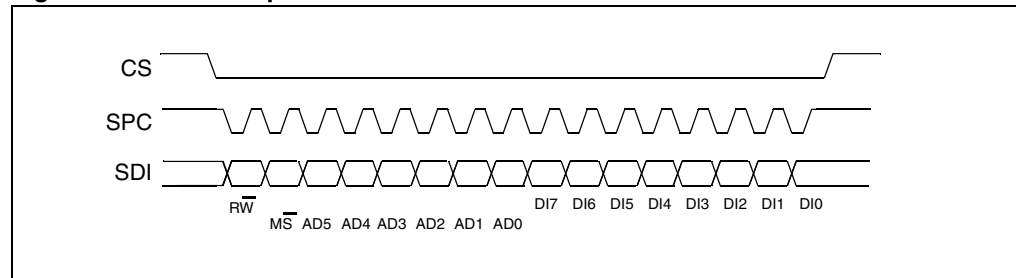 CS
SPC
SDI
DI7 DI6 DI5 DI4 DI3 DI2 DI1 DI0
RW
MS AD5 AD4 AD3 AD2 AD1 AD0